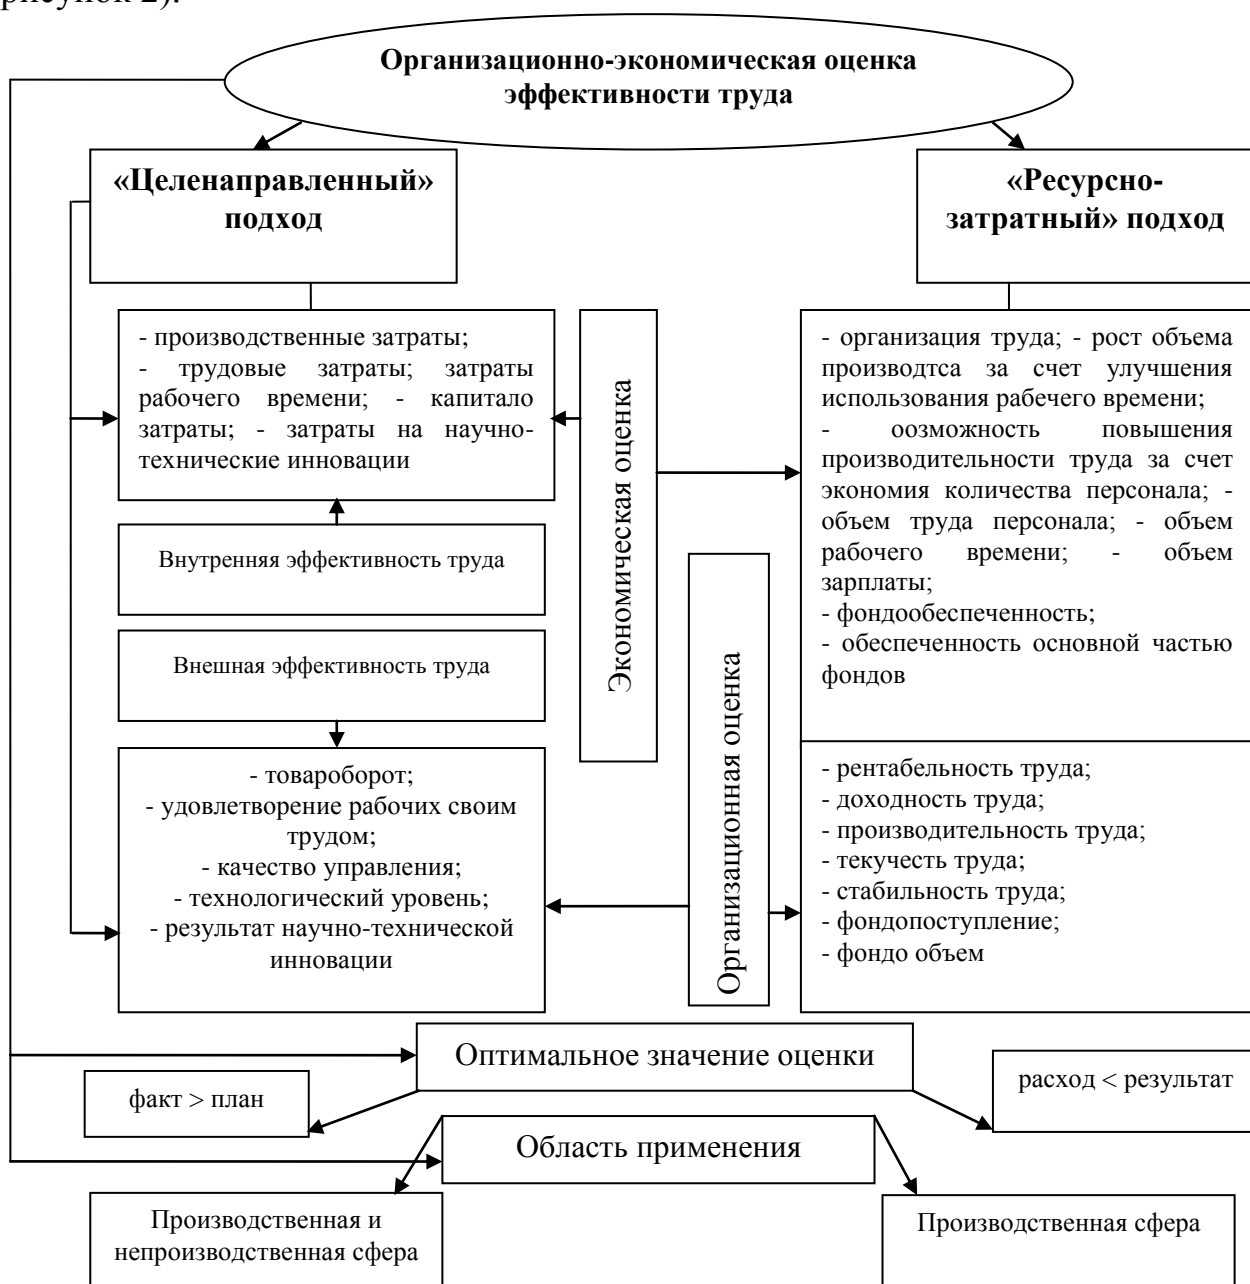 рисунок 2).
Организационно-экономическая оценка
эффективности труда
«Целенаправленный»
подход
«Ресурсно-
затратный» подход
- производственные затраты;
- трудовые затраты; затраты
рабочего времени; - капитало
затраты; - затраты на научно-
технические инновации
Внутренняя эффективность труда
Внешная эффективность труда
- товароборот;
- удовлетворение рабочих своим
трудом;
- качество управления;
- технологический уровень;
- результат научно-технической
инновации
Экономическая оценка
Организационная оценка
- организация труда; - рост объема
производтса за счет улучшения
использования рабечего времени;
- оозможность повышения
производительности труда за счет
экономия количества персонала; -
объем труда персонала; - объем
рабочего времени; - объем
зарплаты;
- фондообеспеченность;
- обеспеченность основной частью
фондов
- рентабельность труда;
- доходность труда;
- производительность труда;
- текучесть труда;
- стабильность труда;
- фондопоступление;
- фондо объем
Оптимальное значение оценки
факт > план
расход < результат
Область применения
Производственная и
непроизводственная сфера
Производственная сфера